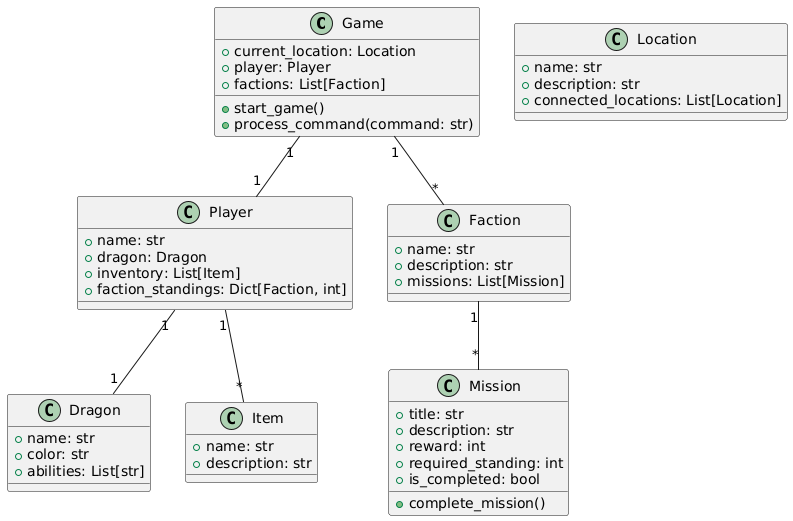 C Game
current_location: Location
player: Player
factions: List[Faction]
start_game()
process_command(command: str)
C Location
name: str
description: str
connected_locations: List[Location]
1
1
1
*
C Player
name: str
dragon: Dragon
inventory: List[Item]
faction_standings: Dict[Faction, int]
C Faction
name: str
description: str
missions: List[Mission]
1
1
1
*
1
*
C Dragon
name: str
color: str
abilities: List[str]
C Item
name: str
description: str
C Mission
title: str
description: str
reward: int
required_standing: int
is_completed: bool
complete_mission()